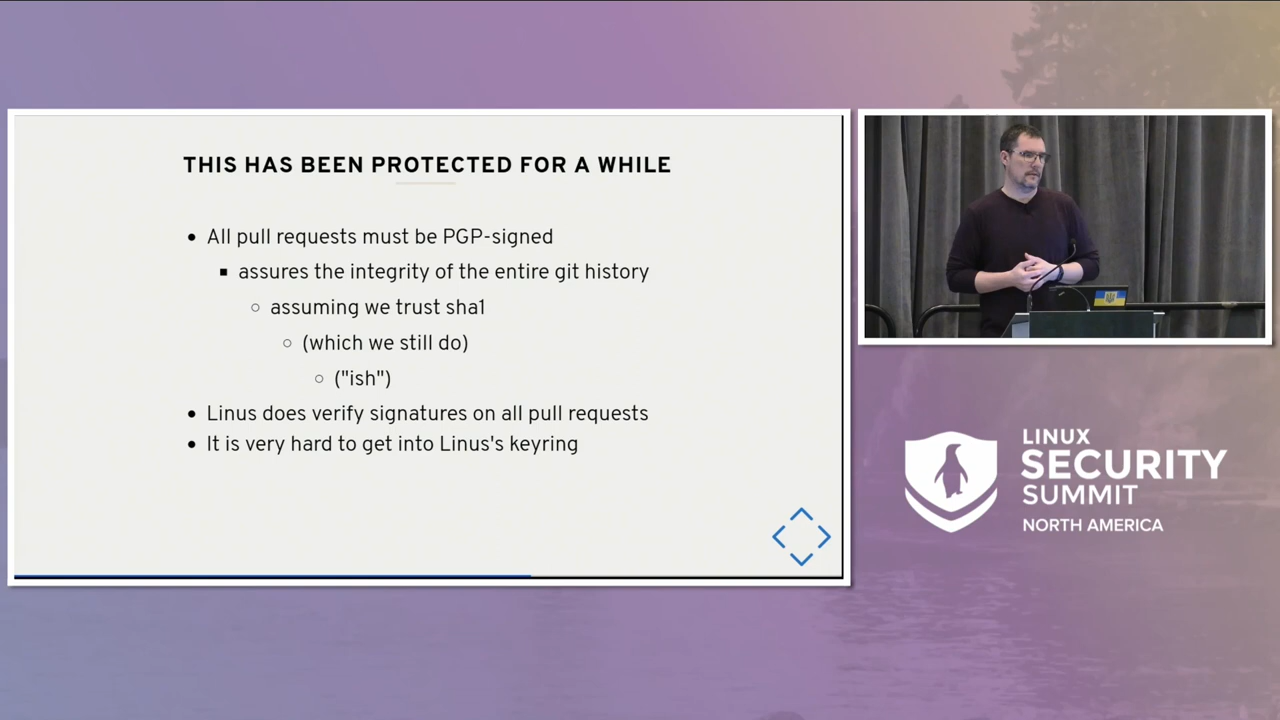 THIS HAS BEEN PROTECTED FOR A WHILE
All pull requests must be PGP-signed
assures the integrity of the entire git history
assuming we trust sha1
(which we still do)
("ish")
Linus does verify signatures on all pull requests
It is very hard to get into Linus's keyring
LINUX
SECURITY
SUMMIT
NORTH AMERICA